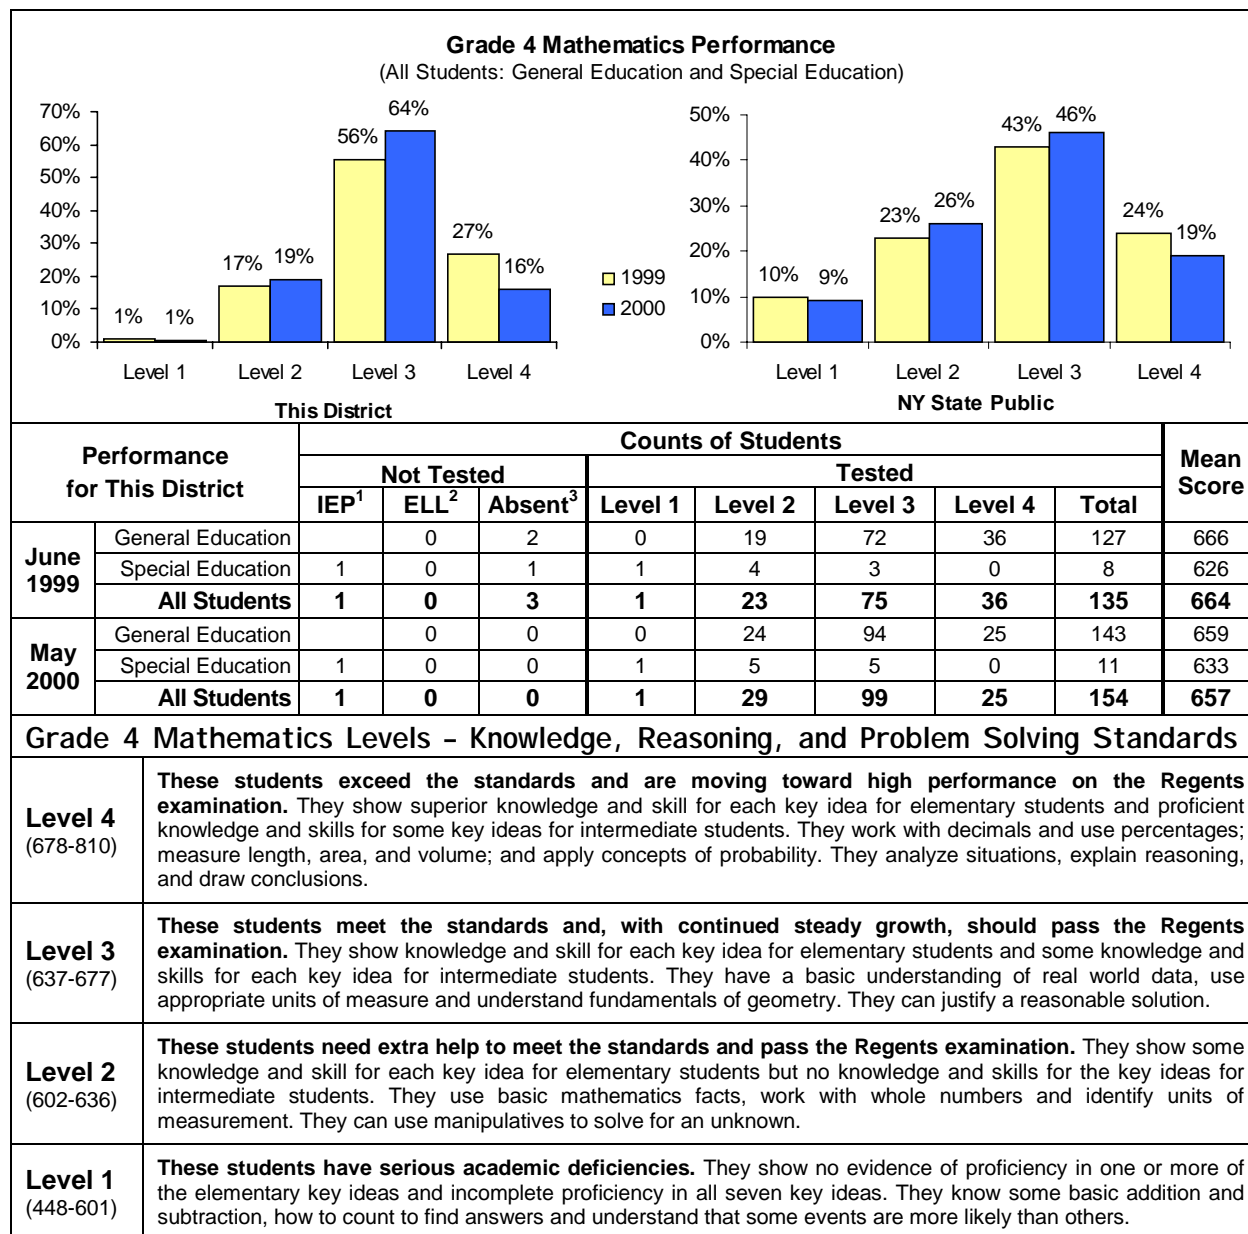 Grade 4 Mathematics Performance
(All Students: General Education and Special Education)
70%
60%
50%
40%
30%
20%
10%
0%
1%
1%
17%
19%
56%
64%
27%
16%
Level 1
Level 2
Level 3
Level 4
This District
1999
2000
50%
40%
30%
20%
10%
0%
10%
9%
23%
26%
43%
46%
24%
19%
Level 1
Level 2
Level 3
Level 4
NY State Public
Performance for This District
Counts of Students
Mean Score
Not Tested
Tested
IEP1 ELL2 Absent3 Level 1 Level 2 Level 3 Level 4 Total
June 1999
General Education 0 2 0 19 72 36 127 666
Special Education 1 0 1 1 4 3 0 8 626
All Students 1 0 3 1 23 75 36 135 664
May 2000
General Education 0 0 0 24 94 25 143 659
Special Education 1 0 0 1 5 5 0 11 633
All Students 1 0 0 1 29 99 25 154 657
Grade 4 Mathematics Levels – Knowledge, Reasoning, and Problem Solving Standards
Level 4
(678-810)
These students exceed the standards and are moving toward high performance on the Regents
examination. They show superior knowledge and skill for each key idea for elementary students and proficient
knowledge and skills for some key ideas for intermediate students. They work with decimals and use percentages;
measure length, area, and volume; and apply concepts of probability. They analyze situations, explain reasoning,
and draw conclusions.
Level 3
(637-677)
These students meet the standards and, with continued steady growth, should pass the Regents
examination. They show knowledge and skill for each key idea for elementary students and some knowledge and
skills for each key idea for intermediate students. They have a basic understanding of real world data, use
appropriate units of measure and understand fundamentals of geometry. They can justify a reasonable solution.
Level 2
(602-636)
These students need extra help to meet the standards and pass the Regents examination. They show some
knowledge and skill for each key idea for elementary students but no knowledge and skills for the key ideas for
intermediate students. They use basic mathematics facts, work with whole numbers and identify units of
measurement. They can use manipulatives to solve for an unknown.
Level 1
(448-601)
These students have serious academic deficiencies. They show no evidence of proficiency in one or more of
the elementary key ideas and incomplete proficiency in all seven key ideas. They know some basic addition and
subtraction, how to count to find answers and understand that some events are more likely than others.